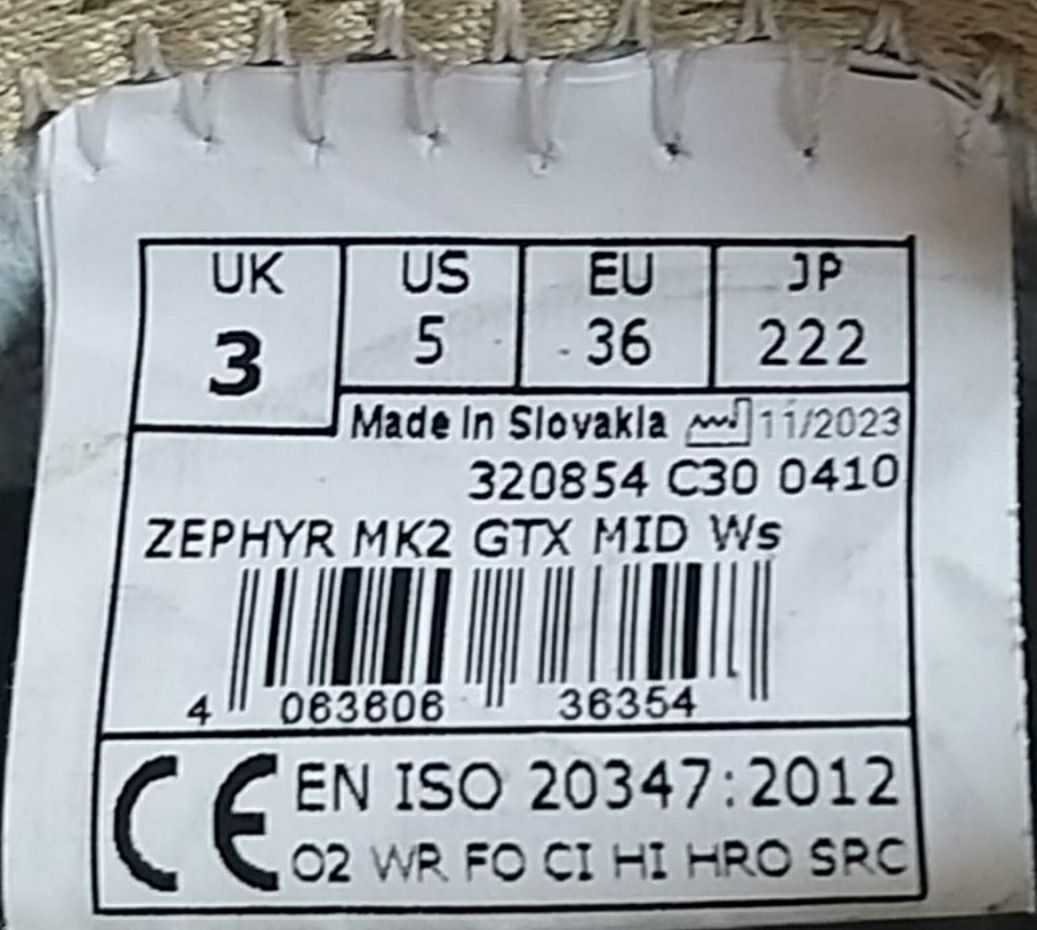 UK US EU JP
3 5 36 222
Made In Slovakia 11/2023
320854 C30 0410
ZEPHYR MK2 GTX MID Ws
4 063606 36354
CE EN ISO 20347:2012
O2 WR FO CI HI HRO SRC